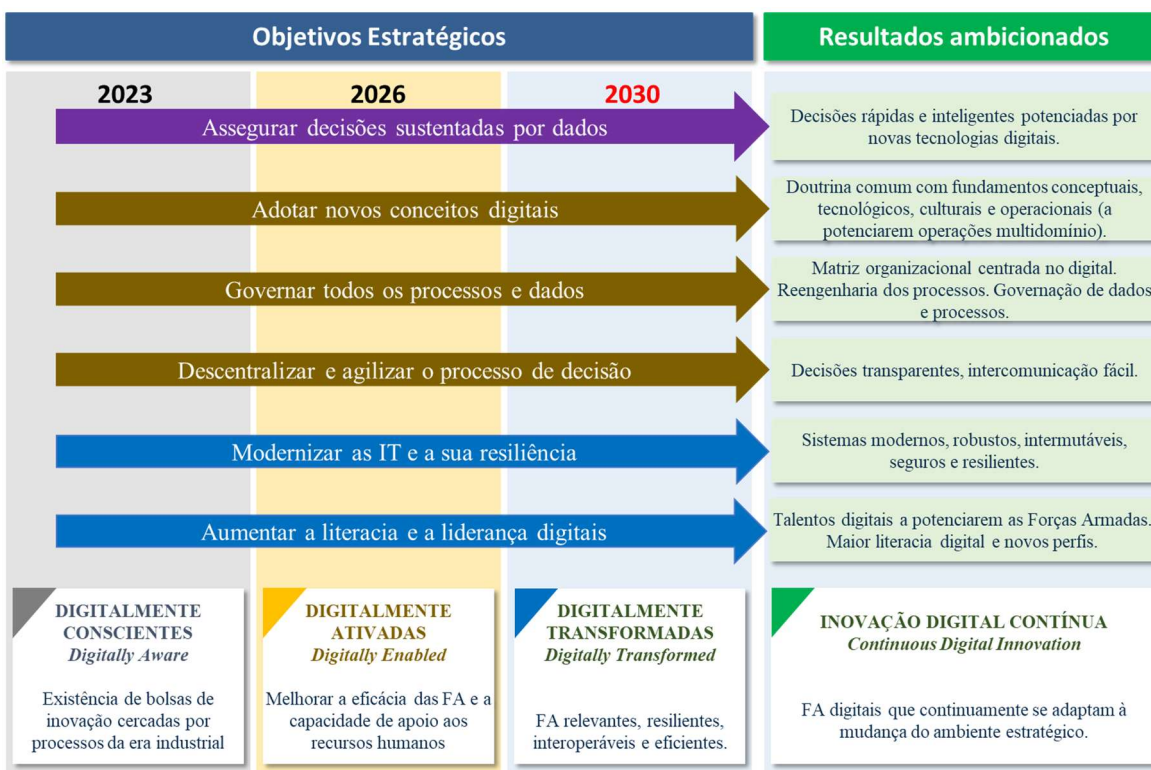 Objetivos Estratégicos
Resultados ambicionados
2023
2026
2030
Assegurar decisões sustentadas por dados
Decisões rápidas e inteligentes potenciadas por
novas tecnologias digitais.
Adotar novos conceitos digitais
Doutrina comum com fundamentos conceptuais,
tecnológicos, culturais e operacionais (a
potenciarem operações multidomínio).
Governar todos os processos e dados
Matriz organizacional centrada no digital.
Reengenharia dos processos. Governação de dados
e processos.
Descentralizar e agilizar o processo de decisão
Decisões transparentes, intercomunicação fácil.
Modernizar as IT e a sua resiliência
Sistemas modernos, robustos, intermutáveis,
seguros e resilientes.
Aumentar a literacia e a liderança digitais
Talentos digitais a potenciarem as Forças Armadas.
Maior literacia digital e novos perfis.
DIGITALMENTE
CONSCIENTES
Digitally Aware
Existência de bolsas de
inovação cercadas por
processos da era industrial
DIGITALMENTE
ATIVADAS
Digitally Enabled
Melhorar a eficácia das FA e a
capacidade de apoio aos
recursos humanos
DIGITALMENTE
TRANSFORMADAS
Digitally Transformed
FA relevantes, resilientes,
interoperáveis e eficientes.
INOVAÇÃO DIGITAL CONTÍNUA
Continuous Digital Innovation
FA digitais que continuamente se adaptam à
mudança do ambiente estratégico.